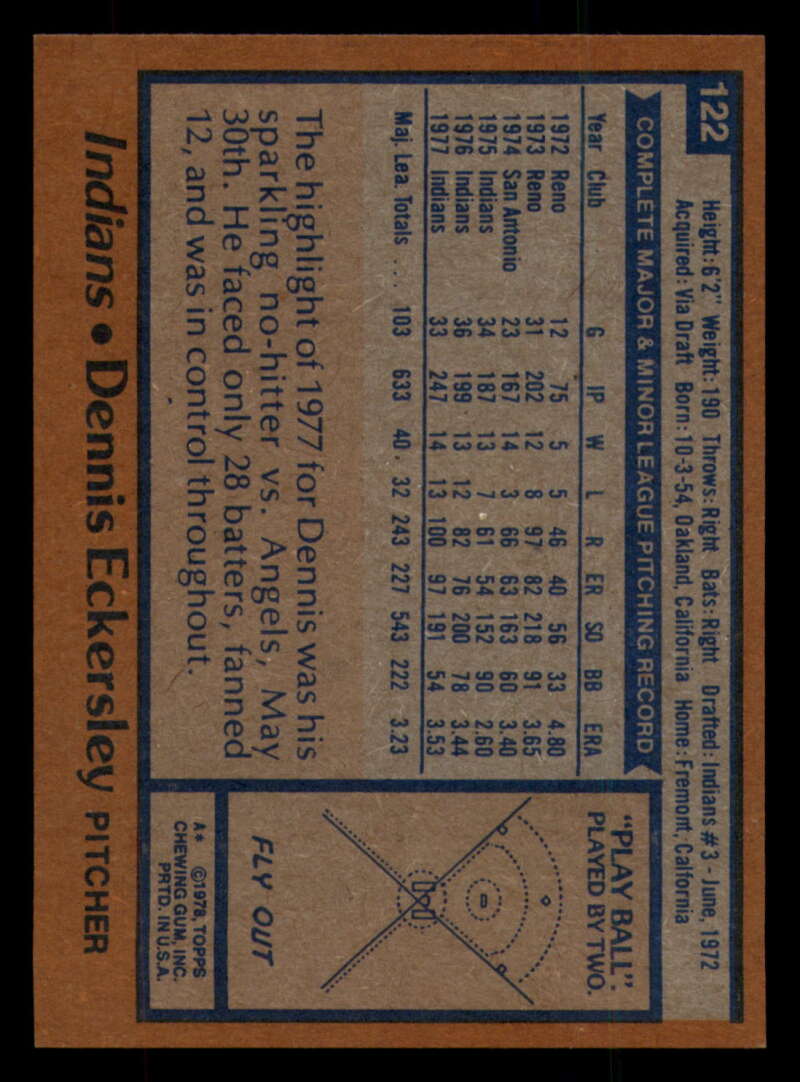 122
Height: 6'2" Weight: 190 Throws: Right Bats: Right Drafted: Indians #3 - June, 1972
Acquired: Via Draft Born: 10-3-54, Oakland, California Home: Fremont, Calfornia
COMPLETE MAJOR & MINOR LEAGUE PITCHING RECORD
Year Club G IP W L R ER SO BB ERA
1972 Reno 12 75 5 5 46 40 56 33 4.80
1973 Reno 31 202 12 8 97 82 218 91 3.65
1974 San Antonio 23 167 14 3 66 63 163 60 3.40
1975 Indians 34 187 13 7 61 54 152 90 2.60
1976 Indians 36 199 13 12 82 76 200 78 3.44
1977 Indians 33 247 14 13 100 97 191 54 3.53
Maj. Lea. Totals ... 103 633 40 . 32 243 227 543 222 3.23
The highlight of 1977 for Dennis was his
sparkling no-hitter vs. Angels, May
30th. He faced only 28 batters, fanned
12, and was in control throughout.
"PLAY BALL" -
PLAYED BY TWO.
FLY OUT
A* ©1978, TOPPS
CHEWING GUM, INC.
PRTD. IN U.S.A.
Indians • Dennis Eckersley PITCHER